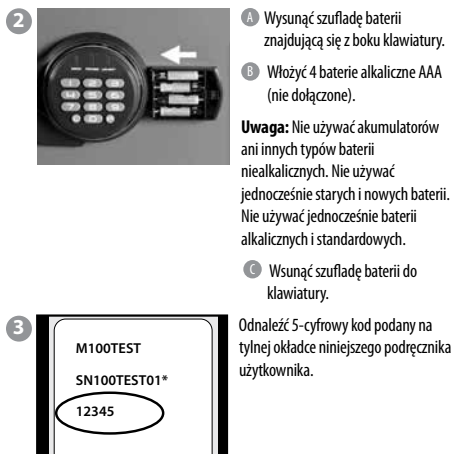 2
A Wysunąć szufladę baterii
znajdującą się z boku klawiatury.
B Włożyć 4 baterie alkaliczne AAA
(nie dołączone).
Uwaga: Nie używać akumulatorów
ani innych typów baterii
niealkalicznych. Nie używać
jednocześnie starych i nowych baterii.
Nie używać jednocześnie baterii
alkalicznych i standardowych.
C Wsunąć szufladę baterii do
klawiatury.
3
M100TEST
SN100TEST01*
12345
Odnaleźć 5-cyfrowy kod podany na
tylnej okładce niniejszego podręcznika
użytkownika.